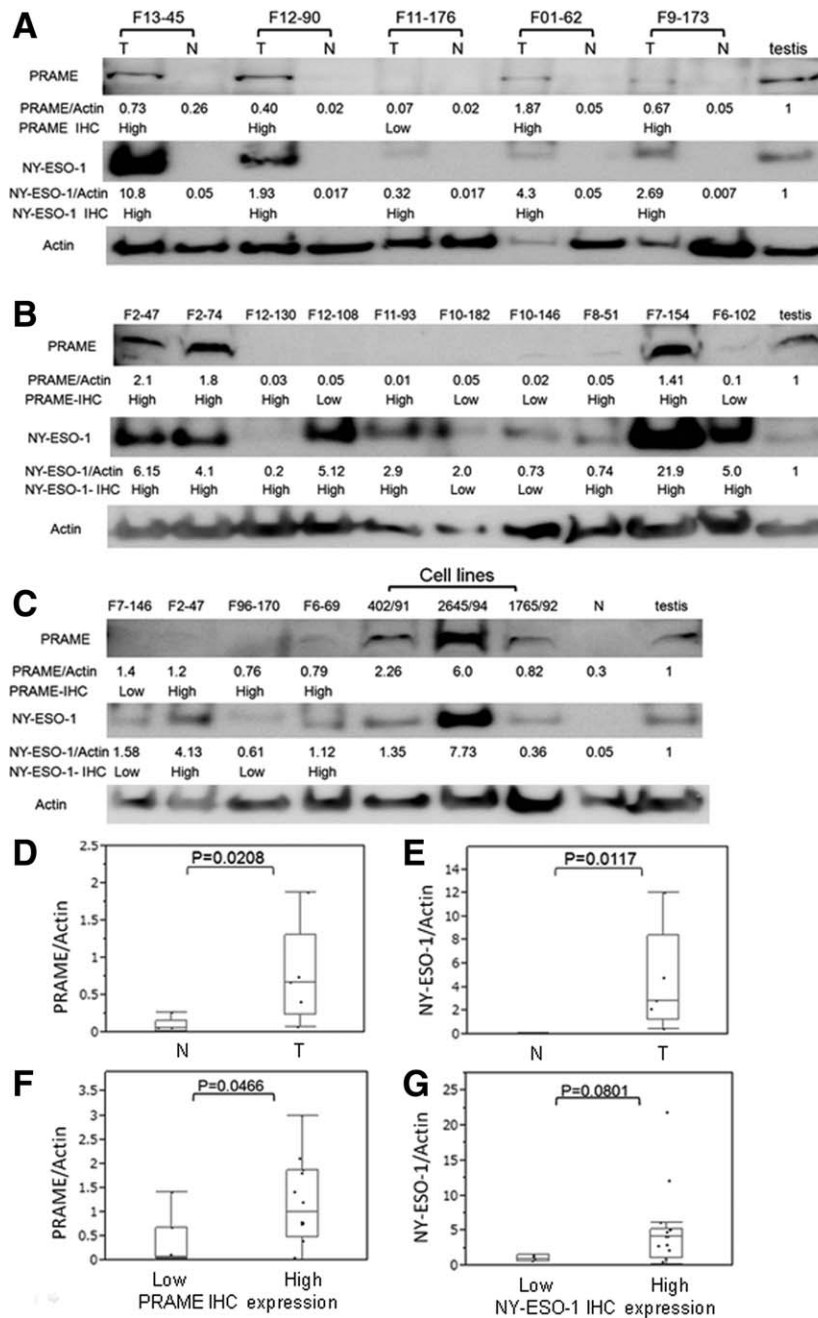 A
F13-45 F12-90 F11-176 F01-62 F9-173
T N T N T N T N T N testis
PRAME
PRAME/Actin 0.73 0.26 0.40 0.02 0.07 0.02 1.87 0.05 0.67 0.05 1
PRAME IHC High High Low High High
NY-ESO-1
NY-ESO-1/Actin 10.8 0.05 1.93 0.017 0.32 0.017 4.3 0.05 2.69 0.007 1
NY-ESO-1 IHC High High High High High
Actin
B
F2-47 F2-74 F12-130 F12-108 F11-93 F10-182 F10-146 F8-51 F7-154 F6-102 testis
PRAME
PRAME/Actin 2.1 1.8 0.03 0.05 0.01 0.05 0.02 0.05 1.41 0.1 1
PRAME-IHC High High High Low High Low Low High High Low
NY-ESO-1
NY-ESO-1/Actin 6.15 4.1 0.2 5.12 2.9 2.0 0.73 0.74 21.9 5.0 1
NY-ESO-1- IHC High High High High High Low Low High High High
Actin
Cell lines
C
F7-146 F2-47 F96-170 F6-69 402/91 2645/94 1765/92 N testis
PRAME
PRAME/Actin 1.4 1.2 0.76 0.79 2.26 6.0 0.82 0.3 1
PRAME-IHC Low High High High
NY-ESO-1
NY-ESO-1/Actin 1.58 4.13 0.61 1.12 1.35 7.73 0.36 0.05 1
NY-ESO-1- IHC Low High Low High
Actin
D
P=0.0208
PRAME/Actin
2.5
2
1.5
1
0.5
0
N T
E
P=0.0117
NY-ESO-1/Actin
14
12
10
8
6
4
2
0
N T
F
P=0.0466
PRAME/Actin
3.5
3
2.5
2
1.5
1
0.5
0
Low High
PRAME IHC expression
G
P=0.0801
NY-ESO-1/Actin
25
20
15
10
5
0
Low High
NY-ESO-1 IHC expression